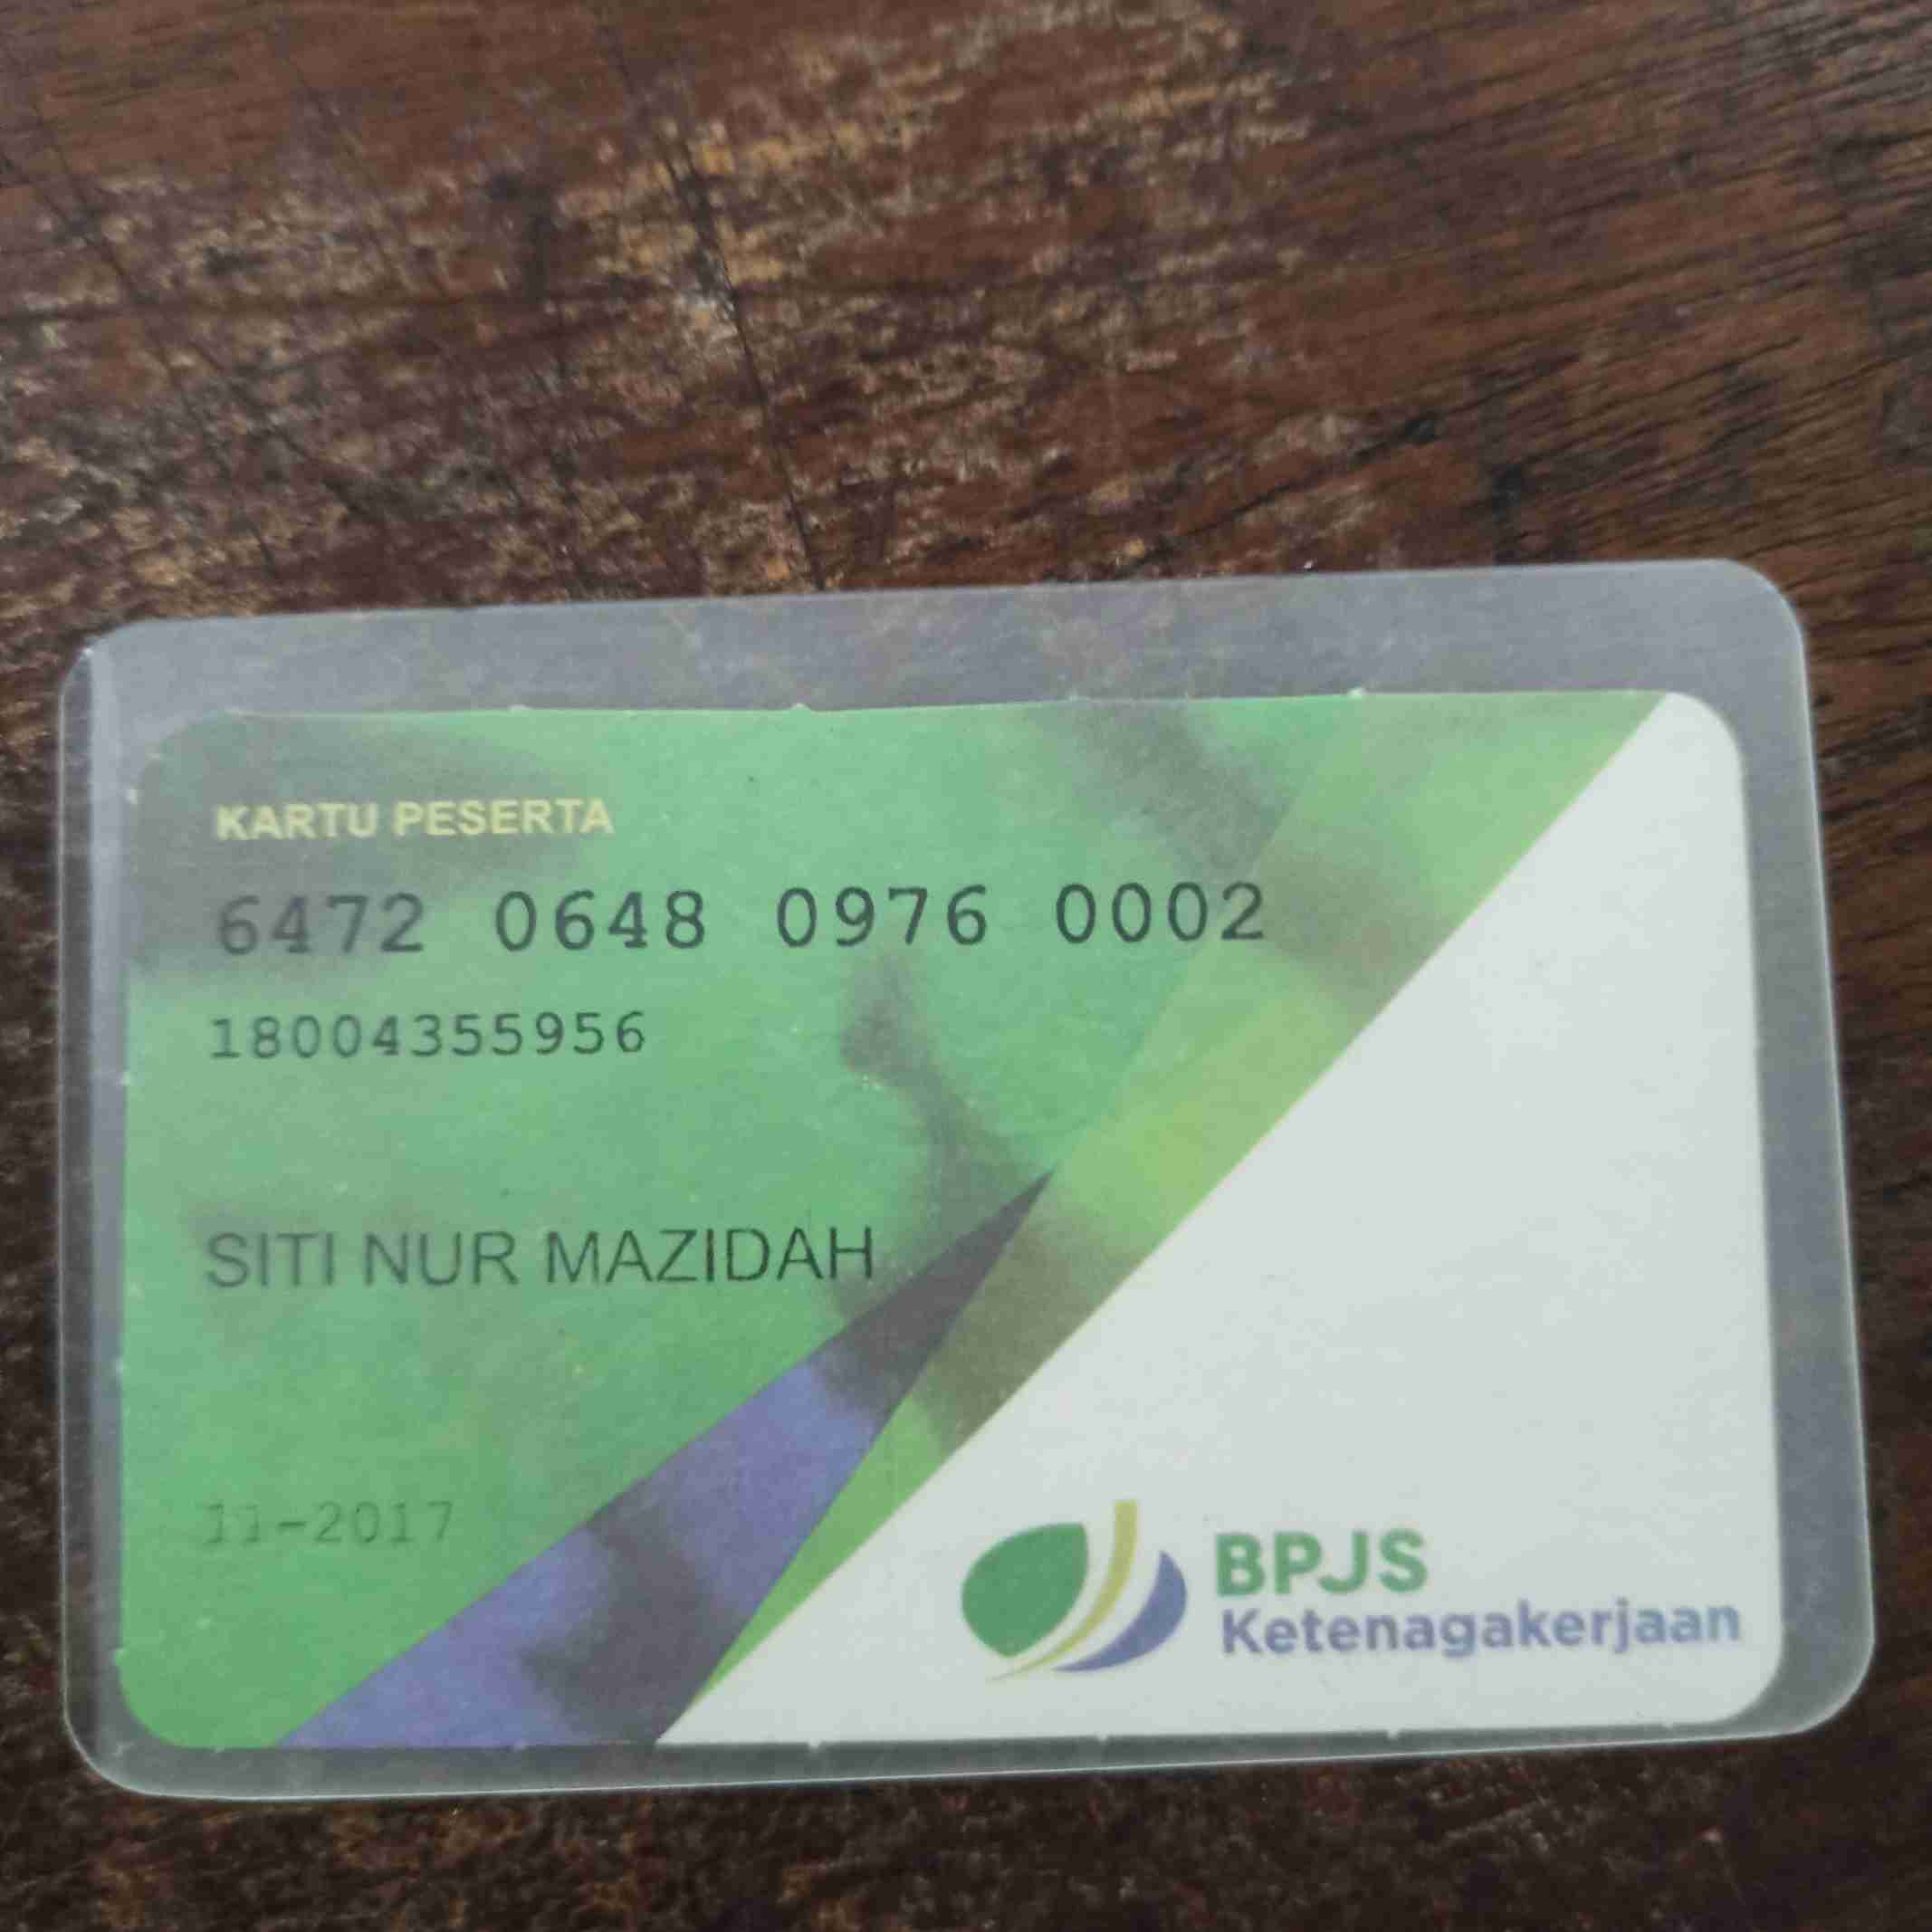 KARTU PESERTA
6472 0648 0976 0002
18004355956
SITI NUR MAZIDAH
11-2017
BPJS
Ketenagakerjaan